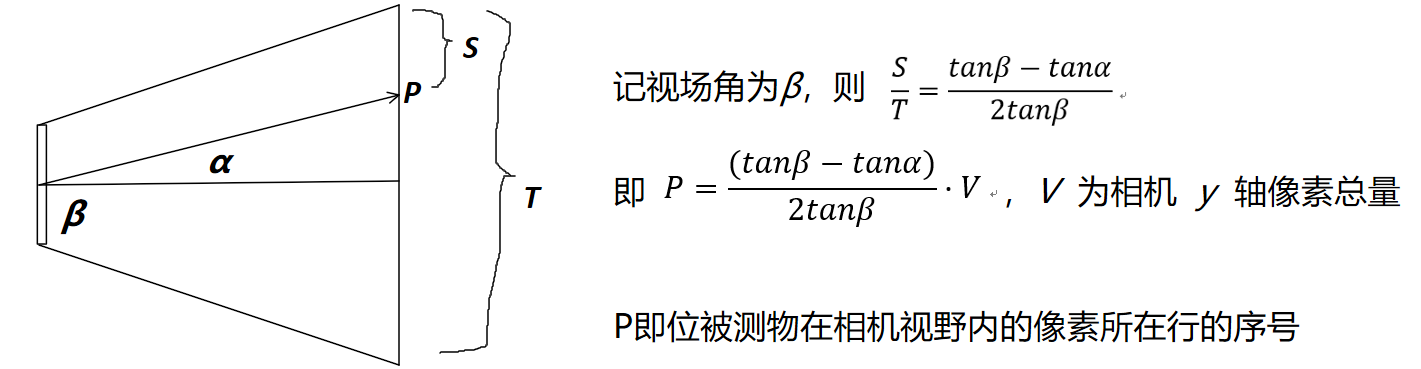 S
P
α
T
β
记视场角为β，则 S/T = (tanβ − tanα)/(2tanβ)
即 P = (tanβ − tanα)/(2tanβ) · V ，V 为相机 y 轴像素总量
P即位被测物在相机视野内的像素所在行的序号